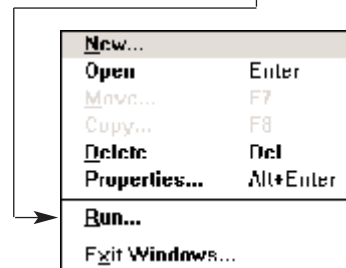 New...
Open Enter
Move... F7
Copy... F8
Delete Del
Properties... Alt+Enter
Run...
Exit Windows...